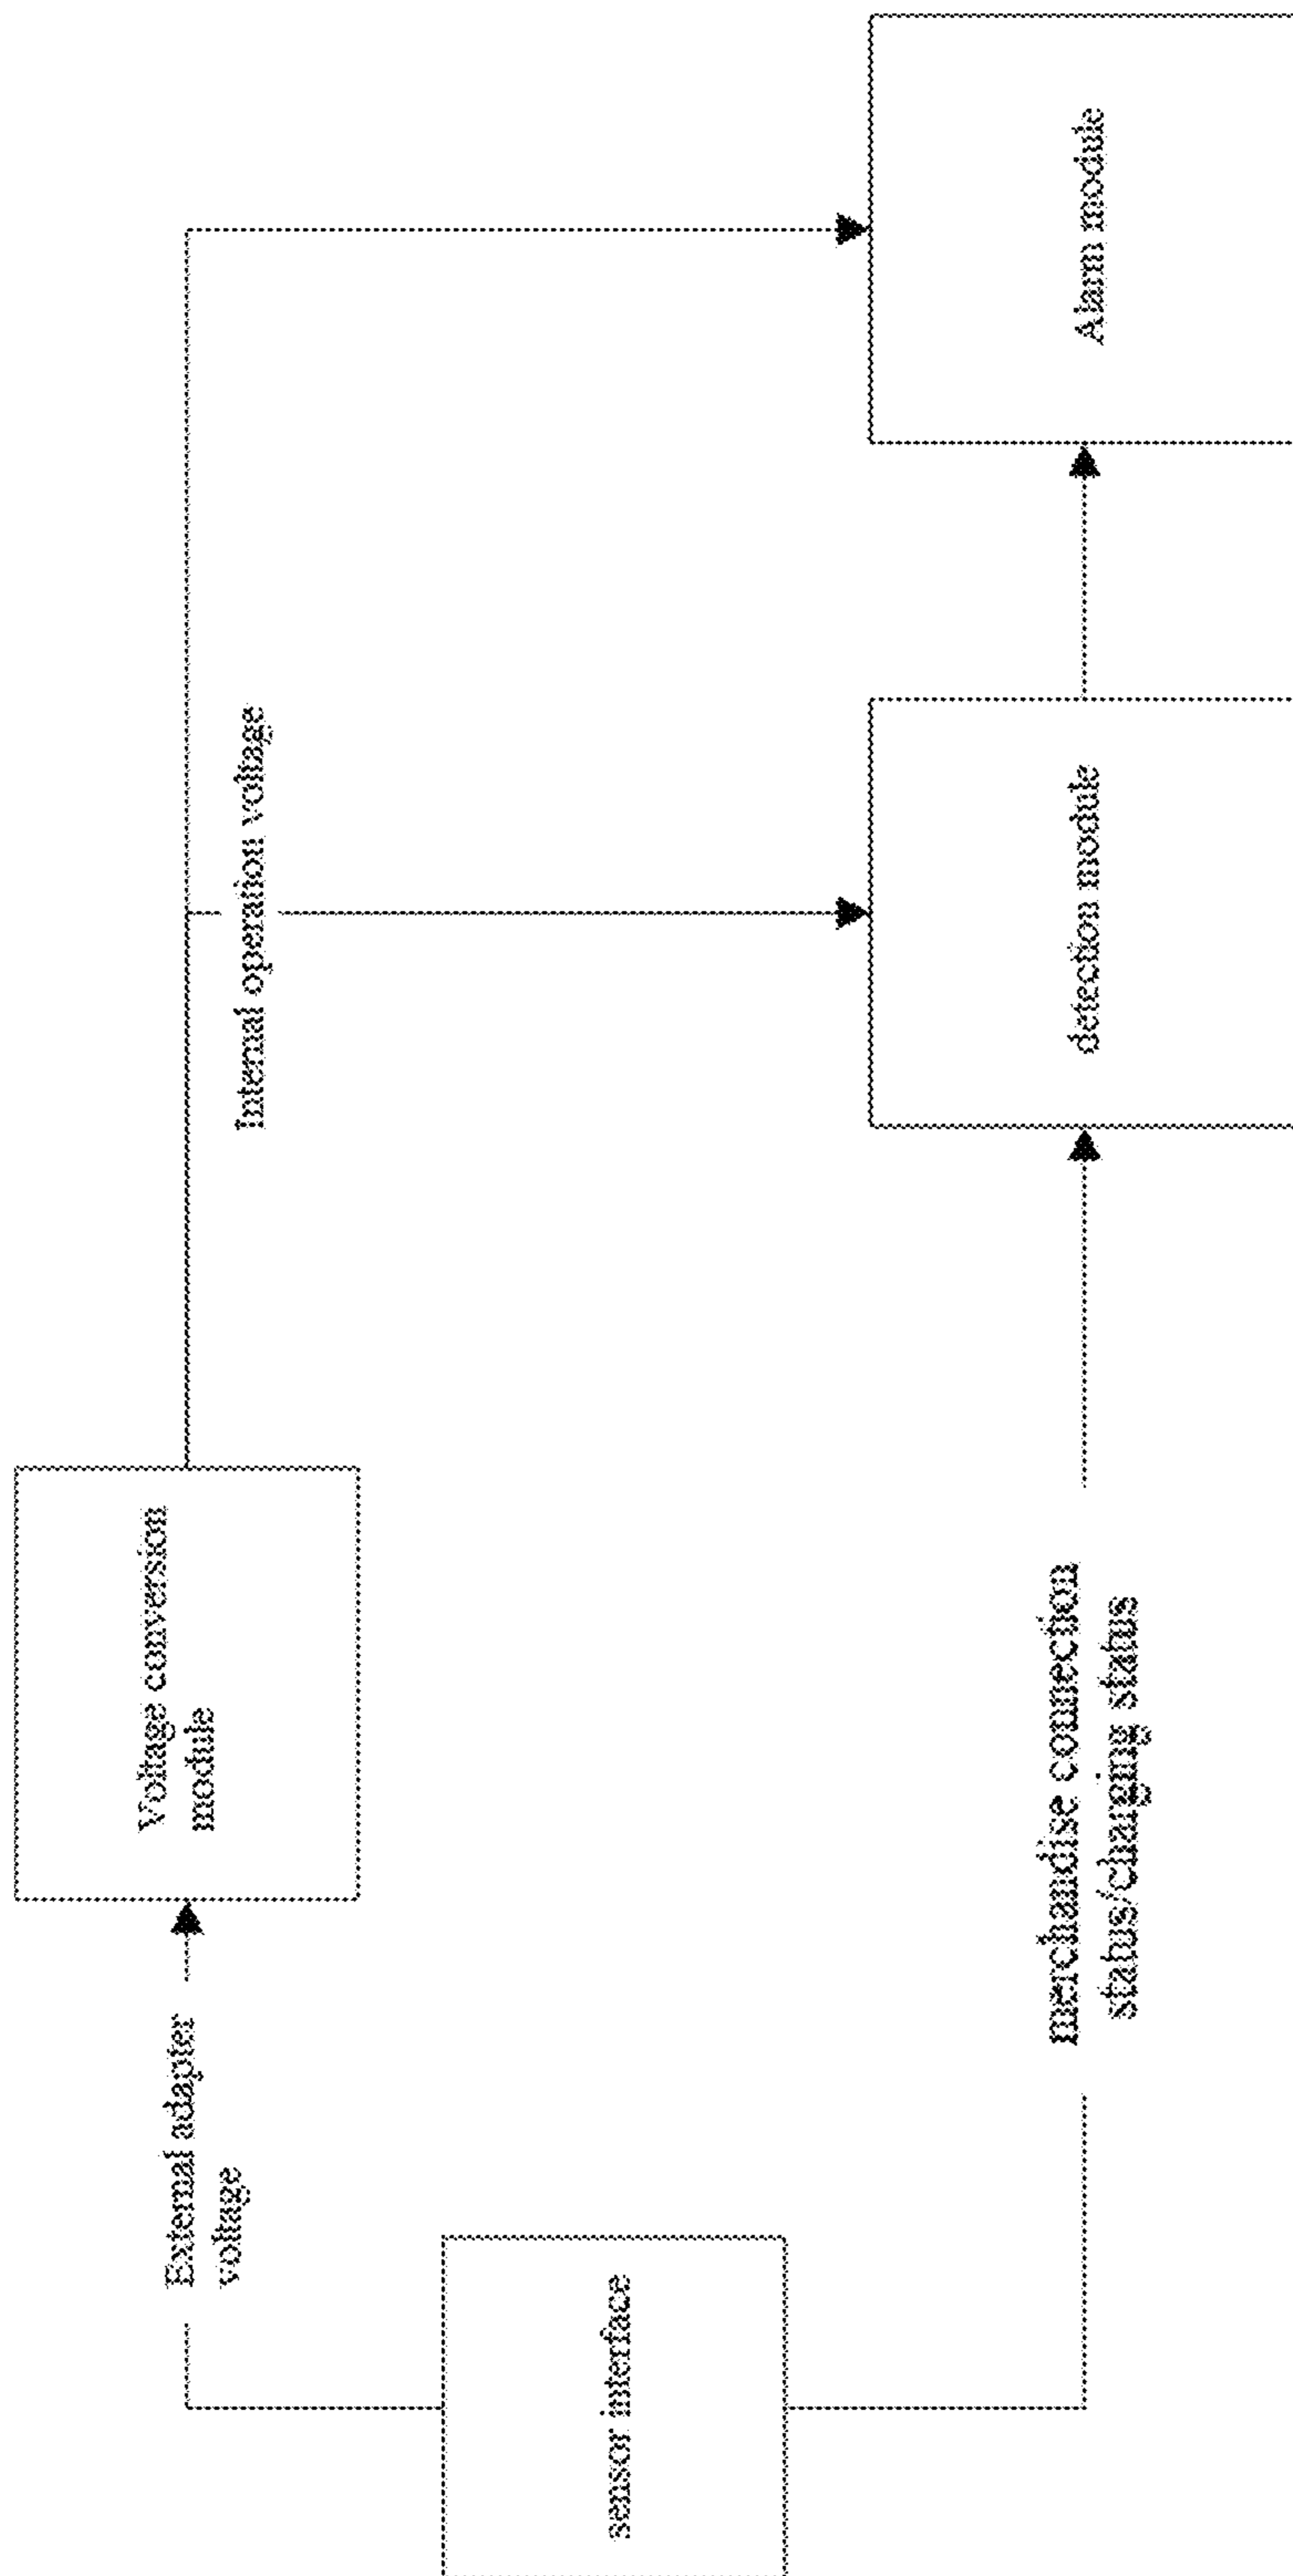 External adapter
voltage
Voltage conversion
module
Internal operation voltage
sensor interface
merchandise connection
status/charging status
detection module
Alarm module